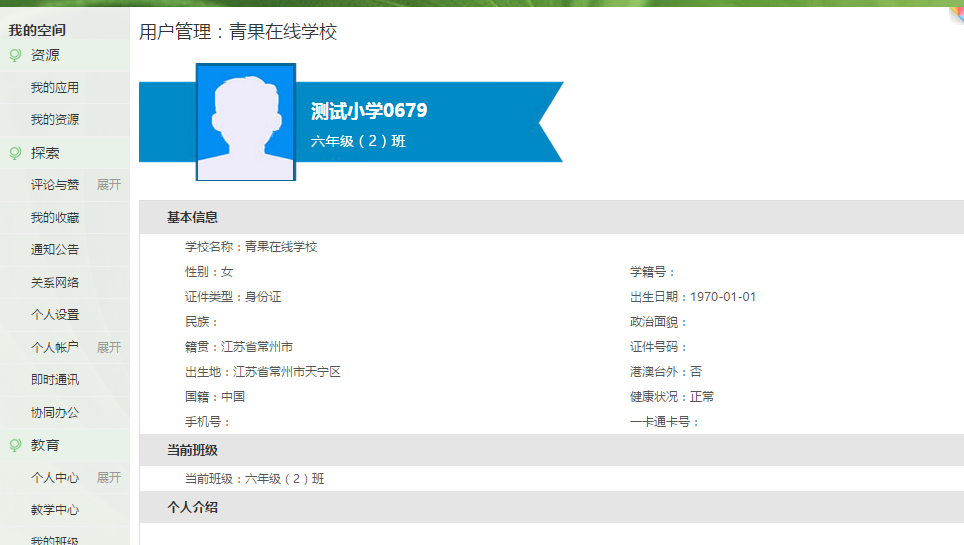 我的空间
资源
我的应用
我的资源
探索
评论与赞 展开
我的收藏
通知公告
关系网络
个人设置
个人帐户 展开
即时通讯
协同办公
教育
个人中心 展开
教学中心
我的班级
用户管理：青果在线学校
测试小学0679
六年级（2）班
基本信息
学校名称：青果在线学校
性别：女
学籍号：
证件类型：身份证
出生日期：1970-01-01
民族：
政治面貌：
籍贯：江苏省常州市
证件号码：
出生地：江苏省常州市天宁区
港澳台外：否
国籍：中国
健康状况：正常
手机号：
一卡通卡号：
当前班级
当前班级：六年级（2）班
个人介绍